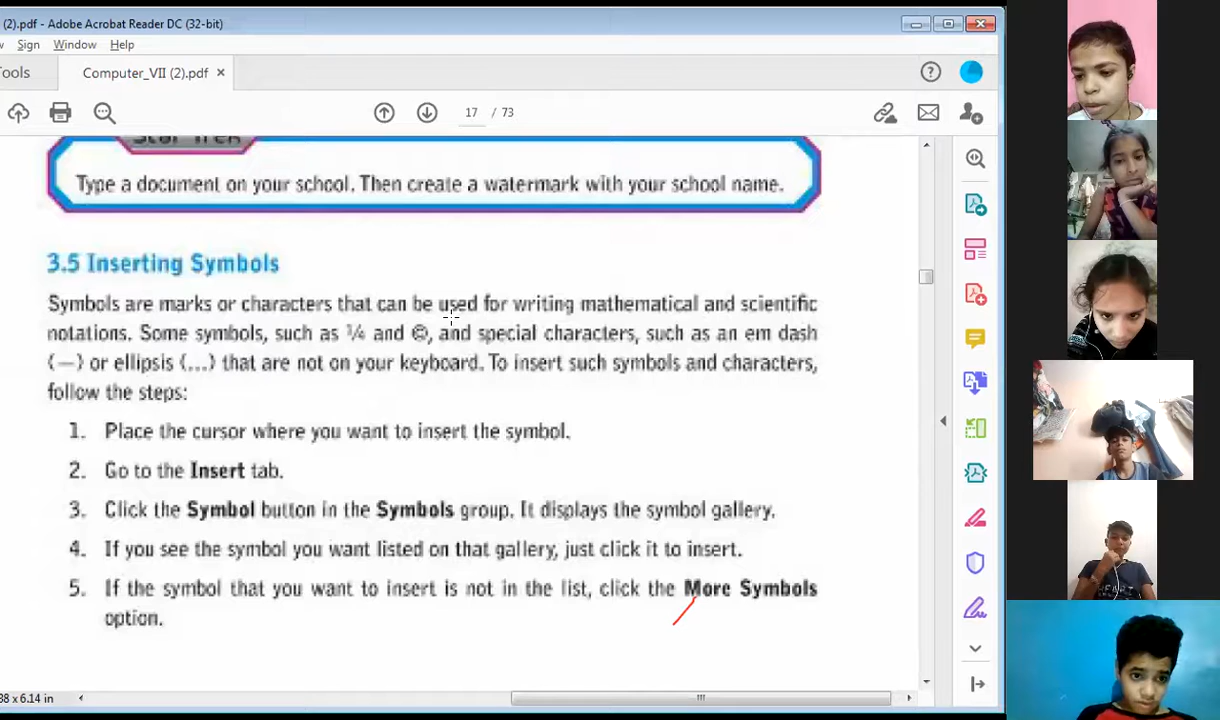 (2).pdf - Adobe Acrobat Reader DC (32-bit)
Sign Window Help
Tools Computer_VII (2).pdf ×
17 / 73
Star Trek
Type a document on your school. Then create a watermark with your school name.
3.5 Inserting Symbols
Symbols are marks or characters that can be used for writing mathematical and scientific
notations. Some symbols, such as ¼ and ©, and special characters, such as an em dash
(—) or ellipsis (...) that are not on your keyboard. To insert such symbols and characters,
follow the steps:
1. Place the cursor where you want to insert the symbol.
2. Go to the Insert tab.
3. Click the Symbol button in the Symbols group. It displays the symbol gallery.
4. If you see the symbol you want listed on that gallery, just click it to insert.
5. If the symbol that you want to insert is not in the list, click the More Symbols
option.
38 x 6.14 in